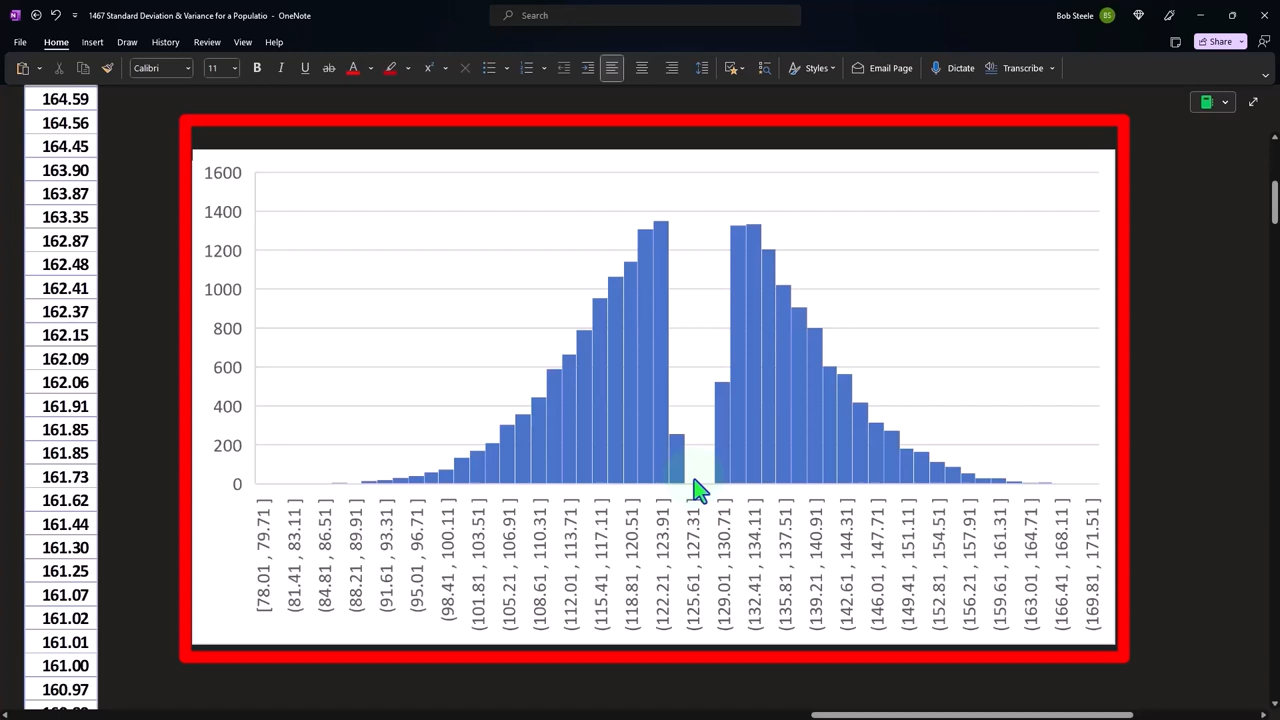 1467 Standard Deviation & Variance for a Populatio - OneNote
Search
Bob Steele
BS
File Home Insert Draw History Review View Help
Share
Calibri 11 B I U ab A x Styles Email Page Dictate Transcribe
164.59
164.56
164.45
163.90
163.87
163.35
162.87
162.48
162.41
162.37
162.15
162.09
162.06
161.91
161.85
161.85
161.73
161.62
161.44
161.30
161.25
161.07
161.02
161.01
161.00
160.97
1600
1400
1200
1000
800
600
400
200
0
[78.01 , 79.71]
(81.41 , 83.11]
(84.81 , 86.51]
(88.21 , 89.91]
(91.61 , 93.31]
(95.01 , 96.71]
(98.41 , 100.11]
(101.81 , 103.51]
(105.21 , 106.91]
(108.61 , 110.31]
(112.01 , 113.71]
(115.41 , 117.11]
(118.81 , 120.51]
(122.21 , 123.91]
(125.61 , 127.31]
(129.01 , 130.71]
(132.41 , 134.11]
(135.81 , 137.51]
(139.21 , 140.91]
(142.61 , 144.31]
(146.01 , 147.71]
(149.41 , 151.11]
(152.81 , 154.51]
(156.21 , 157.91]
(159.61 , 161.31]
(163.01 , 164.71]
(166.41 , 168.11]
(169.81 , 171.51]